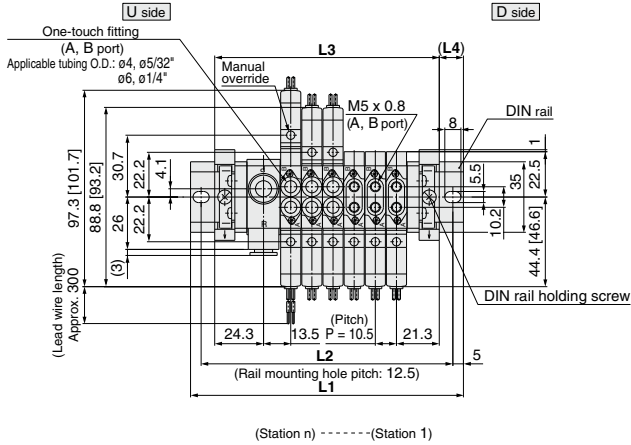 U side
D side
One-touch fitting
(A, B port)
Applicable tubing O.D.: ø4, ø5/32"
ø6, ø1/4"
Manual
override
L3
(L4)
M5 x 0.8
(A, B port)
8
DIN rail
97.3 [101.7]
88.8 [93.2]
30.7
22.2
4.1
26
22.2
(3)
R
B
A
1
5.5
35
22.5
10.2
44.4 [46.6]
(Lead wire length)
Approx. 300
DIN rail holding screw
24.3
13.5
(Pitch)
P = 10.5
21.3
L2
5
(Rail mounting hole pitch: 12.5)
L1
(Station n) -------(Station 1)